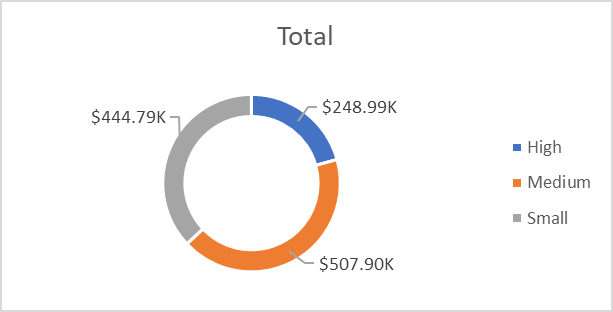 Total
$248.99K
$444.79K
High
Medium
Small
$507.90K